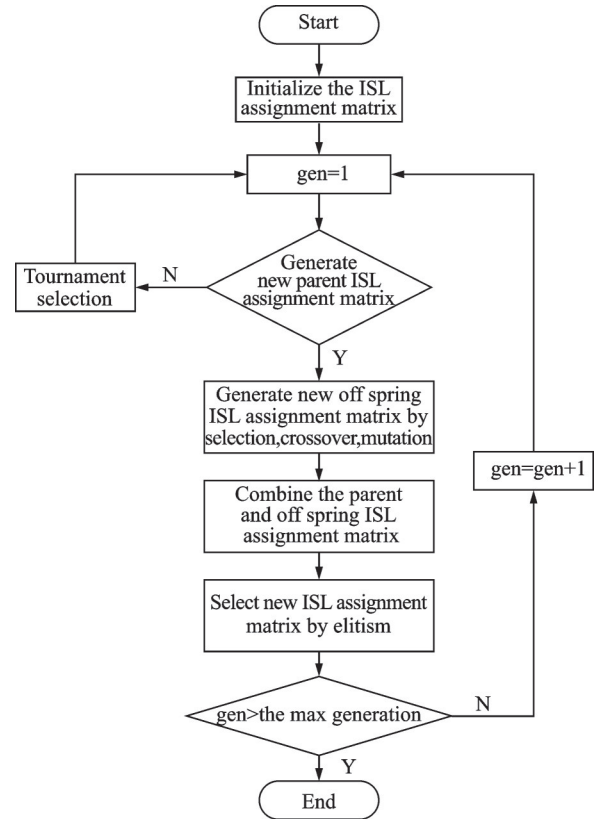 Start
Initialize the ISL
assignment matrix
gen=1
Generate
new parent ISL
assignment matrix
N
Tournament
selection
Y
Generate new off spring
ISL assignment matrix by
selection,crossover,mutation
gen=gen+1
Combine the parent
and off spring ISL
assignment matrix
Select new ISL assignment
matrix by elitism
gen>the max generation
N
Y
End